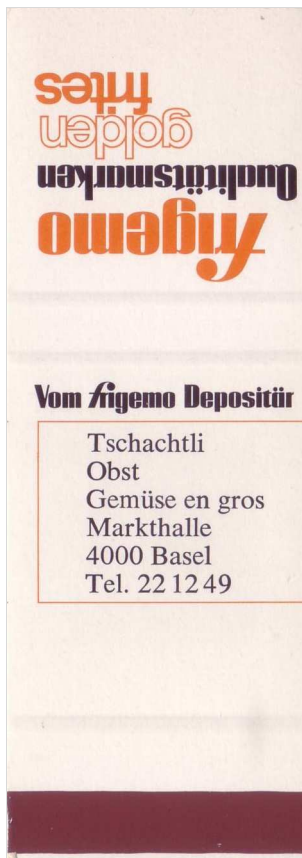 frigemo
Qualitätsmarken
golden
frites
Vom frigemo Depositär
Tschachtli
Obst
Gemüse en gros
Markthalle
4000 Basel
Tel. 22 12 49